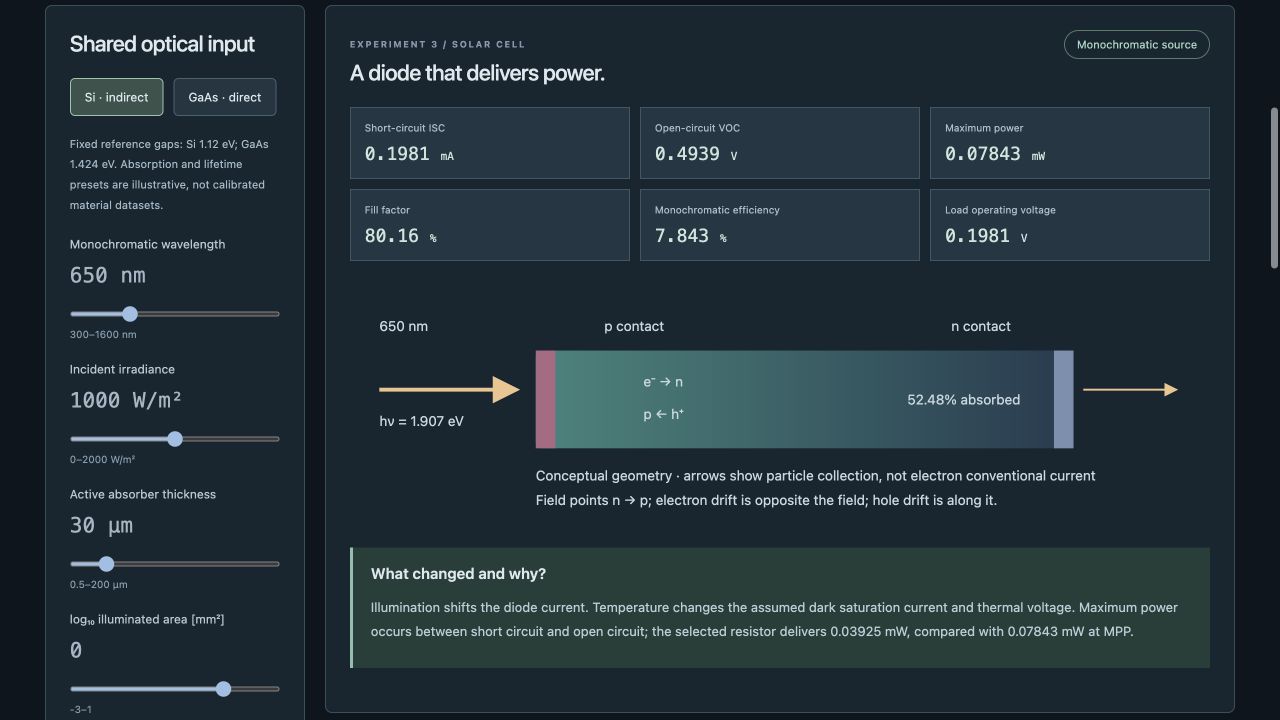 Shared optical input
Si · indirect
GaAs · direct
Fixed reference gaps: Si 1.12 eV; GaAs
1.424 eV. Absorption and lifetime
presets are illustrative, not calibrated
material datasets.
Monochromatic wavelength
650 nm
300–1600 nm
Incident irradiance
1000 W/m²
0–2000 W/m²
Active absorber thickness
30 μm
0.5–200 μm
log₁₀ illuminated area [mm²]
0
-3–1
EXPERIMENT 3 / SOLAR CELL
A diode that delivers power.
Monochromatic source
Short-circuit ISC
0.1981 mA
Open-circuit VOC
0.4939 V
Maximum power
0.07843 mW
Fill factor
80.16 %
Monochromatic efficiency
7.843 %
Load operating voltage
0.1981 V
650 nm
p contact
n contact
e⁻ → n
p ← h⁺
52.48% absorbed
hν = 1.907 eV
Conceptual geometry · arrows show particle collection, not electron conventional current
Field points n → p; electron drift is opposite the field; hole drift is along it.
What changed and why?
Illumination shifts the diode current. Temperature changes the assumed dark saturation current and thermal voltage. Maximum power
occurs between short circuit and open circuit; the selected resistor delivers 0.03925 mW, compared with 0.07843 mW at MPP.